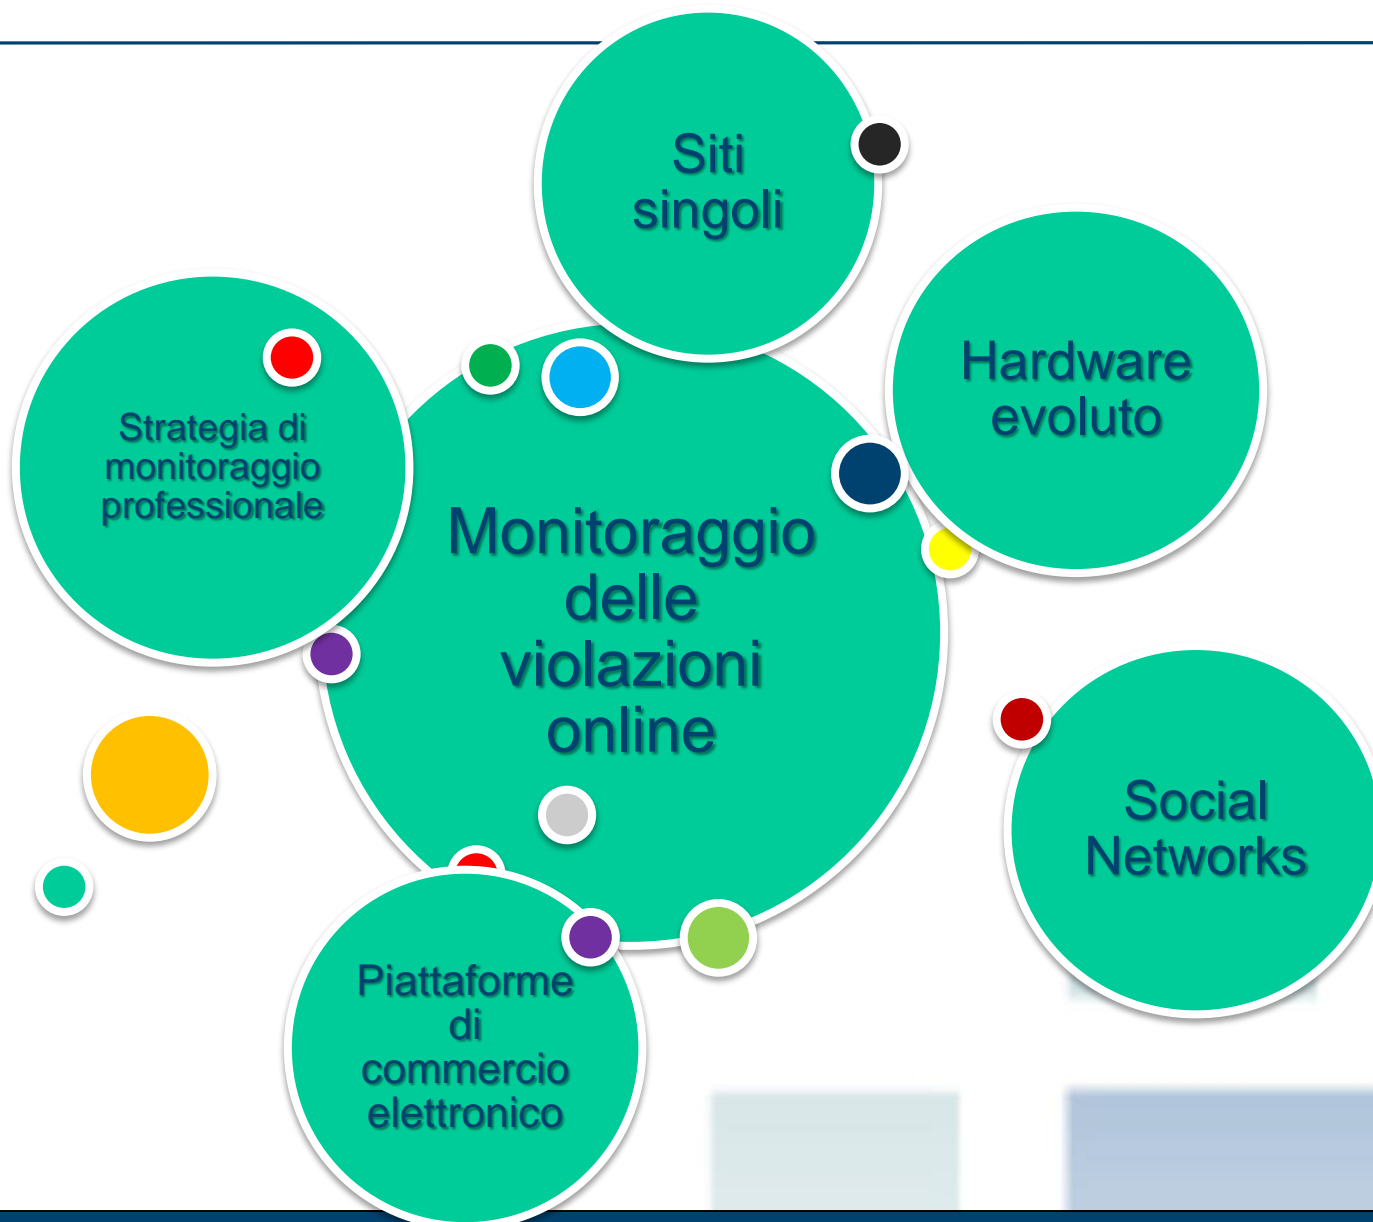 Siti
singoli
Hardware
evoluto
Strategia di
monitoraggio
professionale
Monitoraggio
delle
violazioni
online
Social
Networks
Piattaforme
di
commercio
elettronico